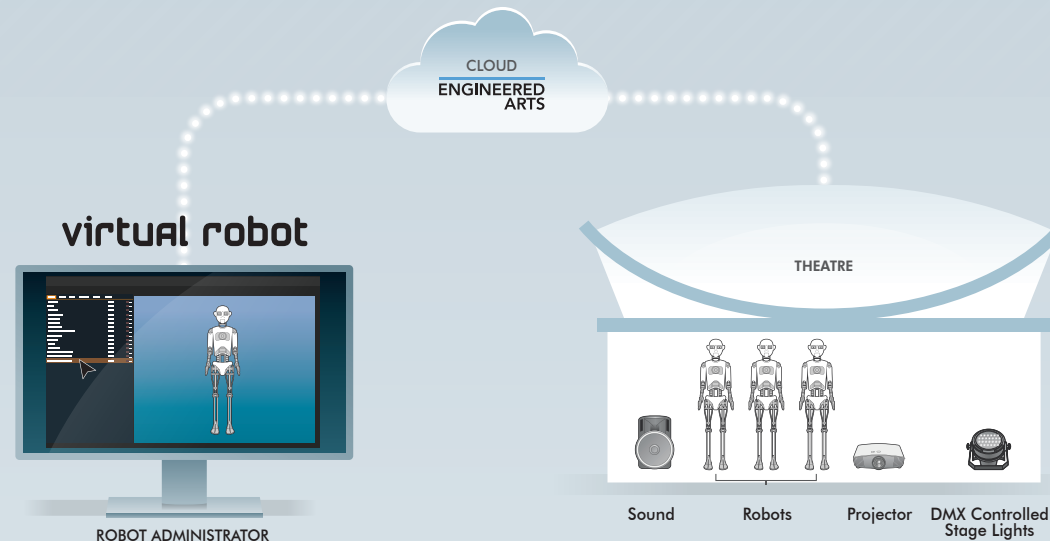 CLOUD
ENGINEERED
ARTS
virtual robot
THEATRE
Sound
Robots
Projector
DMX Controlled
Stage Lights
ROBOT ADMINISTRATOR